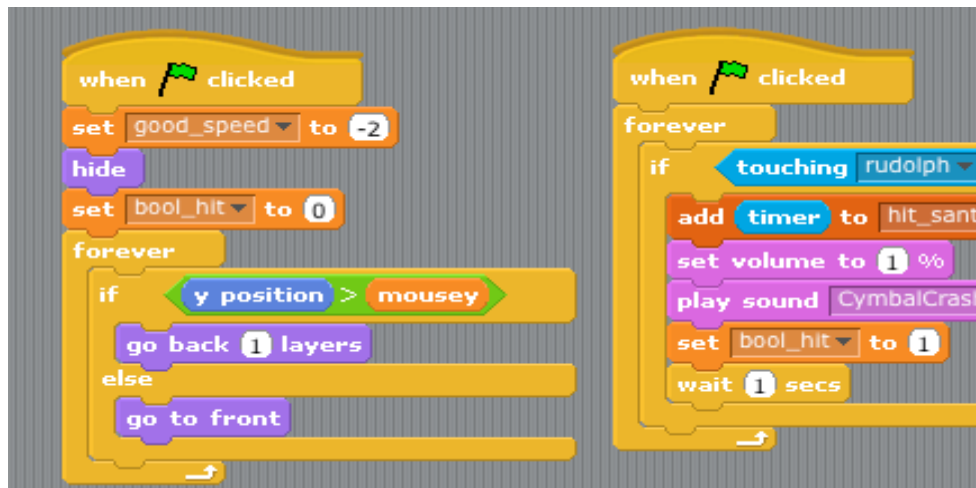 when clicked
set good_speed to -2
hide
set bool_hit to 0
forever
if y position > mousey
go back 1 layers
else
go to front
when clicked
forever
if touching rudolph
add timer to hit_sant
set volume to 1 %
play sound CymbalCras
set bool_hit to 1
wait 1 secs